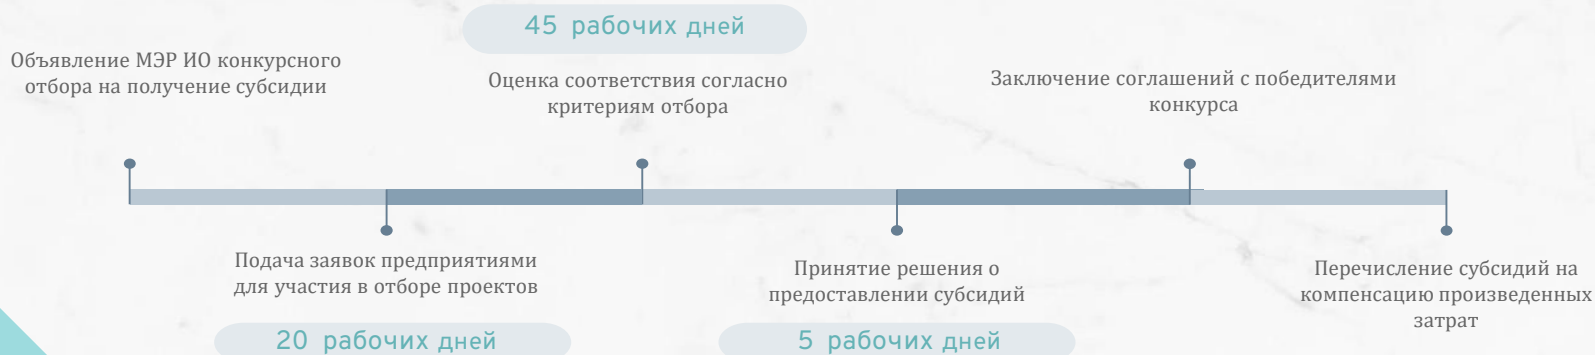 45 рабочих дней
Объявление МЭР ИО конкурсного
отбора на получение субсидии
Оценка соответствия согласно
критериям отбора
Заключение соглашений с победителями
конкурса
Подача заявок предприятиями
для участия в отборе проектов
20 рабочих дней
Принятие решения о
предоставлении субсидий
5 рабочих дней
Перечисление субсидий на
компенсацию произведенных
затрат